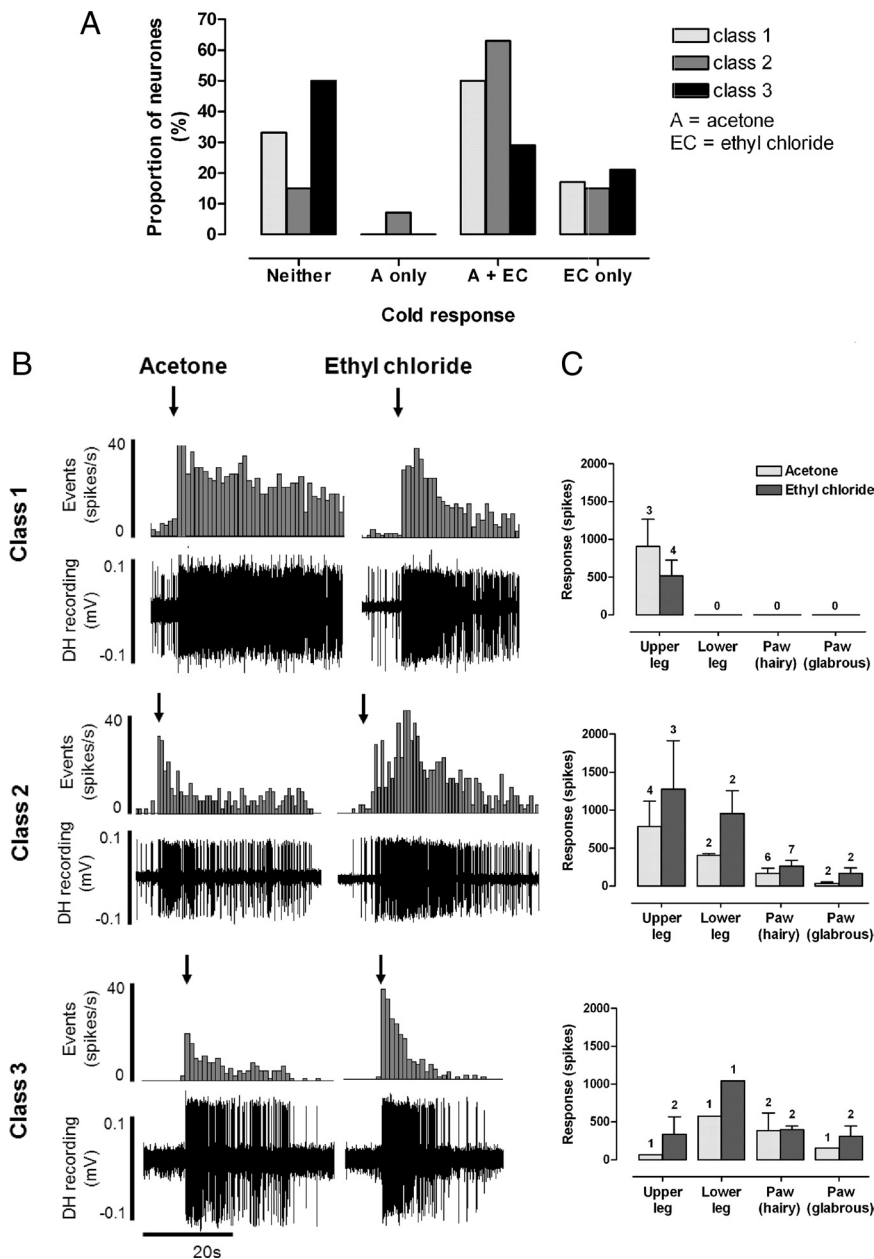 A
Proportion of neurones
(%)
70
60
50
40
30
20
10
0
Neither
A only
A + EC
EC only
Cold response
class 1
class 2
class 3
A = acetone
EC = ethyl chloride
B
Acetone
Ethyl chloride
Class 1
Events
(spikes/s)
40
0
DH recording
(mV)
0.1
-0.1
Class 2
Events
(spikes/s)
40
0
DH recording
(mV)
0.1
-0.1
Class 3
Events
(spikes/s)
40
0
DH recording
(mV)
0.1
-0.1
20s
C
Acetone
Ethyl chloride
Response (spikes)
2000
1500
1000
500
0
3
4
0
0
0
Upper
leg
Lower
leg
Paw
(hairy)
Paw
(glabrous)
Response (spikes)
2000
1500
1000
500
0
4
3
2
2
6
7
2
2
Upper
leg
Lower
leg
Paw
(hairy)
Paw
(glabrous)
Response (spikes)
2000
1500
1000
500
0
1
2
1
1
2
2
1
2
Upper
leg
Lower
leg
Paw
(hairy)
Paw
(glabrous)